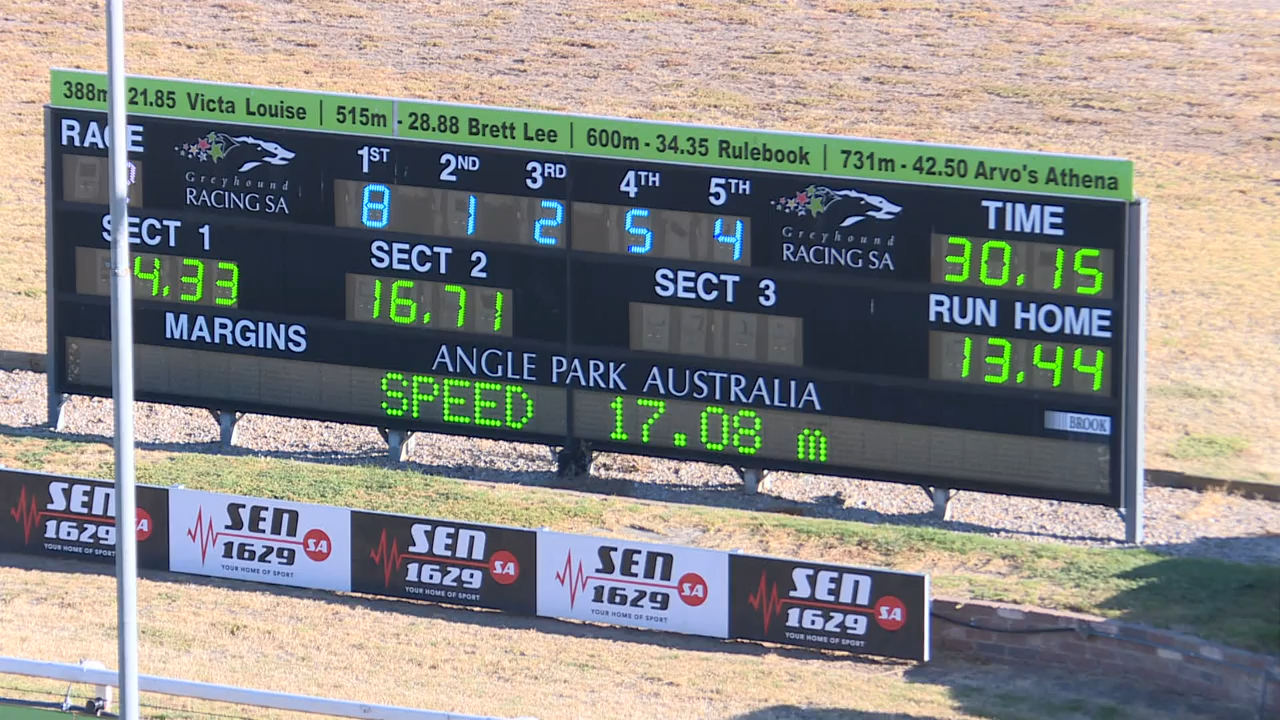 388m 21.85 Victa Louise | 515m - 28.88 Brett Lee | 600m - 34.35 Rulebook | 731m - 42.50 Arvo's Athena
RACE
Greyhound
RACING SA
1ST 2ND 3RD 4TH 5TH
8 1 2 5 4
Greyhound
RACING SA
TIME
30.15
SECT 1
4.33
SECT 2
16.71
SECT 3
RUN HOME
13.44
MARGINS
ANGLE PARK AUSTRALIA
SPEED 17.08 m
BROOK
SEN
1629
SA
YOUR HOME OF SPORT
SEN
1629
SA
YOUR HOME OF SPORT
SEN
1629
SA
YOUR HOME OF SPORT
SEN
1629
SA
YOUR HOME OF SPORT
SEN
1629
SA
YOUR HOME OF SPORT